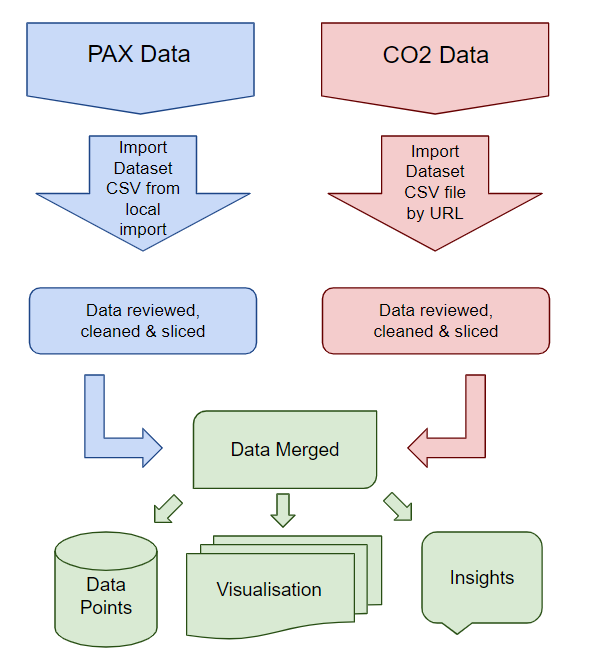 PAX Data
CO2 Data
Import
Dataset
CSV from
local
import
Import
Dataset
CSV file
by URL
Data reviewed,
cleaned & sliced
Data reviewed,
cleaned & sliced
Data Merged
Data
Points
Visualisation
Insights